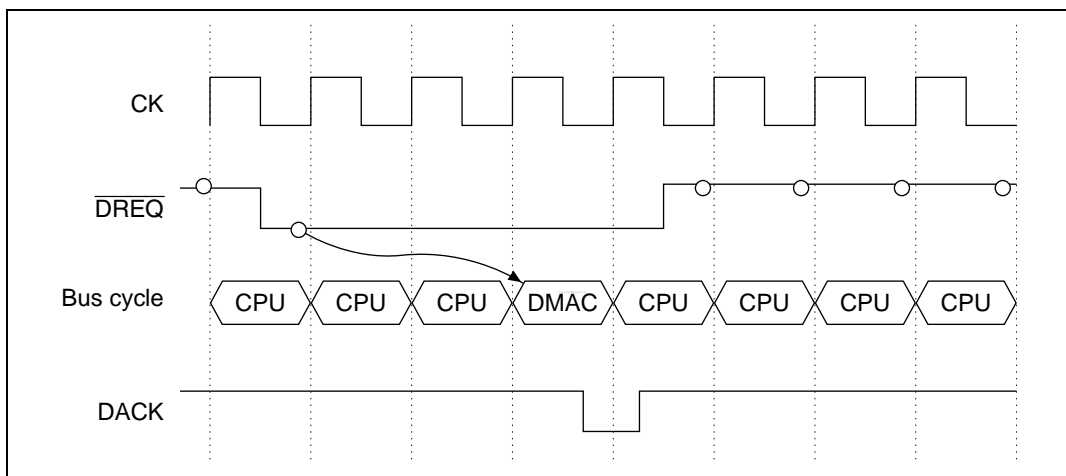 CK
DREQ
Bus cycle CPU CPU CPU DMAC CPU CPU CPU CPU
DACK